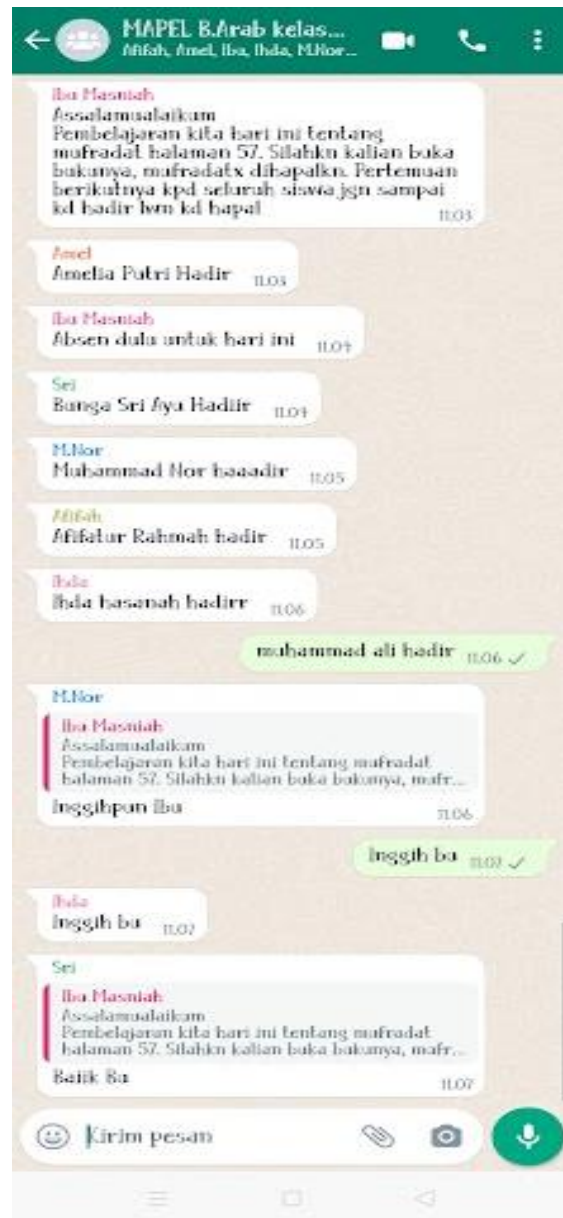 MAPEL B.Arab kelas...
Afifah, Amel, Ibu, Ihda, M.Nor...
Ibu Masniah
Assalamualaikum
Pembelajaran kita hari ini tentang
mufradat halaman 57. Silahkn kalian buka
bukunya, mufradatx dihapalkn. Pertemuan
berikutnya kpd seluruh siswa jgn sampai
kd hadir lwn kd hapal
11.03
Amel
Amelia Putri Hadir 11.03
Ibu Masniah
Absen dulu untuk hari ini 11.04
Sri
Bunga Sri Ayu Hadiir 11.04
M.Nor
Muhammad Nor haaadir 11.05
Afifah
Afifatur Rahmah hadir 11.05
Ihda
Ihda hasanah hadirr 11.06
muhammad ali hadir 11.06
M.Nor
Ibu Masniah
Assalamualaikum
Pembelajaran kita hari ini tentang mufradat
halaman 57. Silahkn kalian buka bukunya, mufr...
Inggihpun Ibu
11.06
Inggih bu 11.07
Ihda
Inggih bu 11.07
Sri
Ibu Masniah
Assalamualaikum
Pembelajaran kita hari ini tentang mufradat
halaman 57. Silahkn kalian buka bukunya, mufr...
Baiik Bu
11.07
Kirim pesan